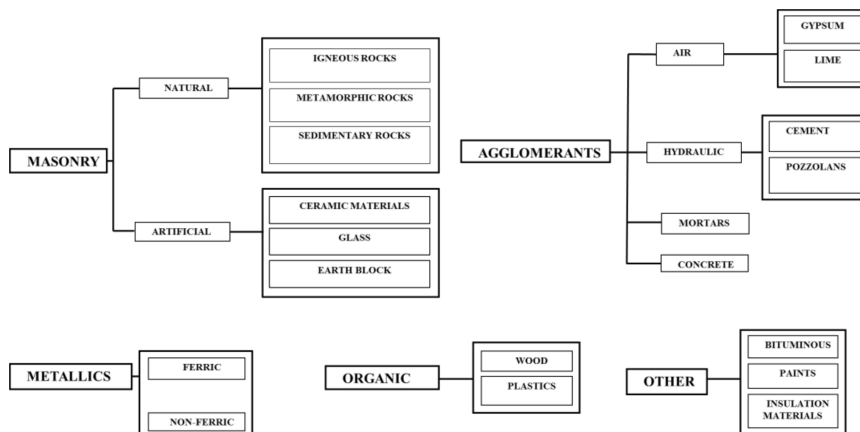 MASONRY
NATURAL
IGNEOUS ROCKS
METAMORPHIC ROCKS
SEDIMENTARY ROCKS
ARTIFICIAL
CERAMIC MATERIALS
GLASS
EARTH BLOCK
AGGLOMERANTS
AIR
GYPSUM
LIME
HYDRAULIC
CEMENT
POZZOLANS
MORTARS
CONCRETE
METALLICS
FERRIC
NON-FERRIC
ORGANIC
WOOD
PLASTICS
OTHER
BITUMINOUS
PAINTS
INSULATION
MATERIALS